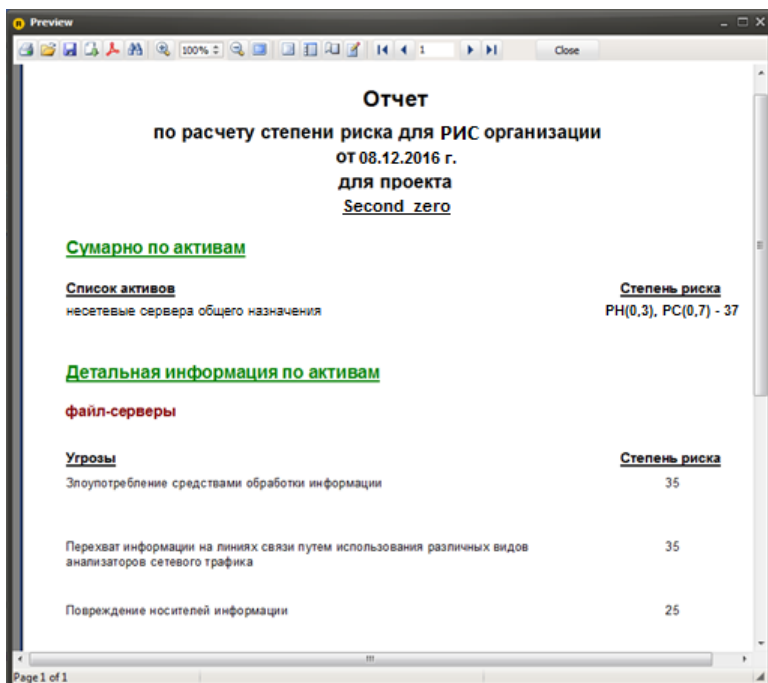 Preview
100%
1
Close
Отчет
по расчету степени риска для РИС организации
от 08.12.2016 г.
для проекта
Second_zero
Сумарно по активам
Список активов Степень риска
несетевые сервера общего назначения РН(0,3), РС(0,7) - 37
Детальная информация по активам
файл-серверы
Угрозы Степень риска
Злоупотребление средствами обработки информации 35
Перехват информации на линиях связи путем использования различных видов 35
анализаторов сетевого трафика
Повреждение носителей информации 25
Page 1 of 1